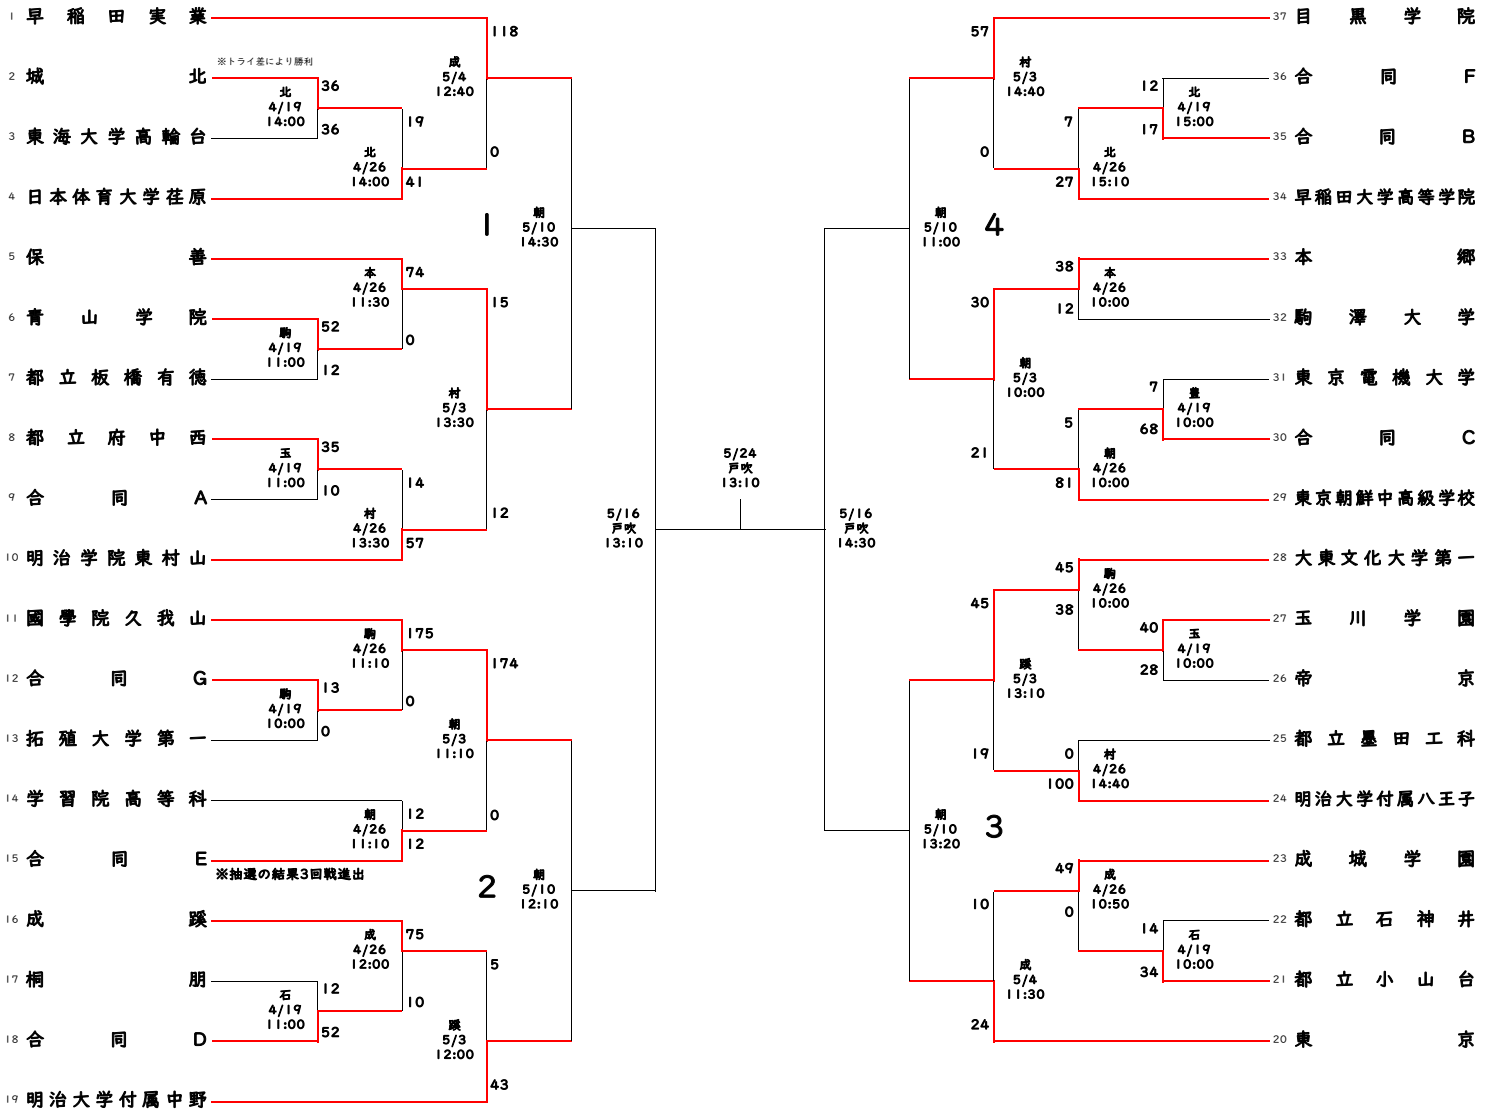 1 早稲田実業
118
※トライ差により勝利
成
5/4
12:40
2 城北
36
北
4/19
14:00
19
3 東海大学高輪台
36
北
4/26
14:00
0
4 日本体育大学荏原
41
1
朝
5/10
14:30
5 保善
74
本
4/26
11:30
15
6 青山学院
52
駒
4/19
11:00
0
7 都立板橋有徳
12
村
5/3
13:30
8 都立府中西
35
玉
4/19
11:00
14
9 合同A
10
村
4/26
13:30
12
10 明治学院東村山
57
5/16
戸吹
13:10
11 國學院久我山
175
駒
4/26
11:10
174
12 合同G
13
駒
4/19
10:00
0
13 拓殖大学第一
0
朝
5/3
11:10
14 学習院高等科
12
朝
4/26
11:10
0
15 合同E
12
※抽選の結果3回戦進出
2
朝
5/10
12:10
16 成蹊
75
成
4/26
12:00
5
17 桐朋
12
石
4/19
11:00
10
18 合同D
52
蹊
5/3
12:00
19 明治大学付属中野
43
5/24
戸吹
13:10
57
37 目黒学院
村
5/3
14:40
12
36 合同F
北
4/19
15:00
7
17
35 合同B
0
北
4/26
15:10
27
34 早稲田大学高等学院
朝
5/10
11:00
4
38
33 本郷
本
4/26
10:00
30
12
32 駒澤大学
朝
5/3
10:00
7
31 東京電機大学
豊
4/19
10:00
5
68
30 合同C
21
朝
4/26
10:00
81
29 東京朝鮮中高級学校
5/16
戸吹
14:30
45
28 大東文化大学第一
駒
4/26
10:00
45
38
40
27 玉川学園
玉
4/19
10:00
28
26 帝京
蹊
5/3
13:10
19
0
25 都立墨田工科
村
4/26
14:40
100
24 明治大学付属八王子
朝
5/10
13:20
3
49
23 成城学園
成
4/26
10:50
10
0
14
22 都立石神井
石
4/19
10:00
34
21 都立小山台
成
5/4
11:30
24
20 東京